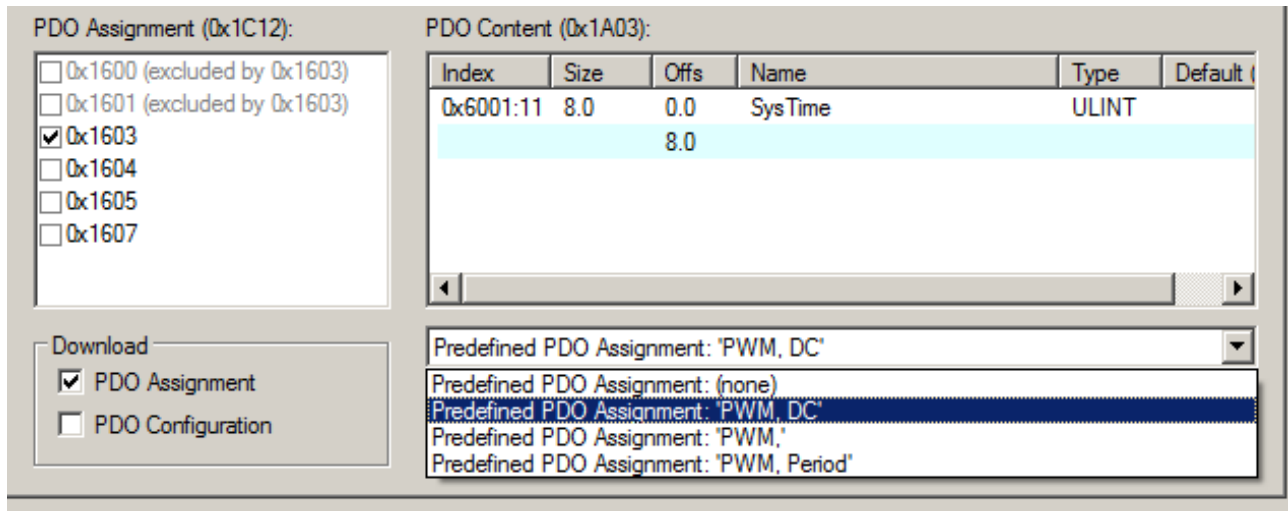 PDO Assignment (0x1C12):
0x1600 (excluded by 0x1603)
0x1601 (excluded by 0x1603)
0x1603
0x1604
0x1605
0x1607
PDO Content (0x1A03):
Index Size Offs Name Type Default (
0x6001:11 8.0 0.0 SysTime ULINT
8.0
Download
PDO Assignment
PDO Configuration
Predefined PDO Assignment: 'PWM, DC'
Predefined PDO Assignment: (none)
Predefined PDO Assignment: 'PWM, DC'
Predefined PDO Assignment: 'PWM,'
Predefined PDO Assignment: 'PWM, Period'